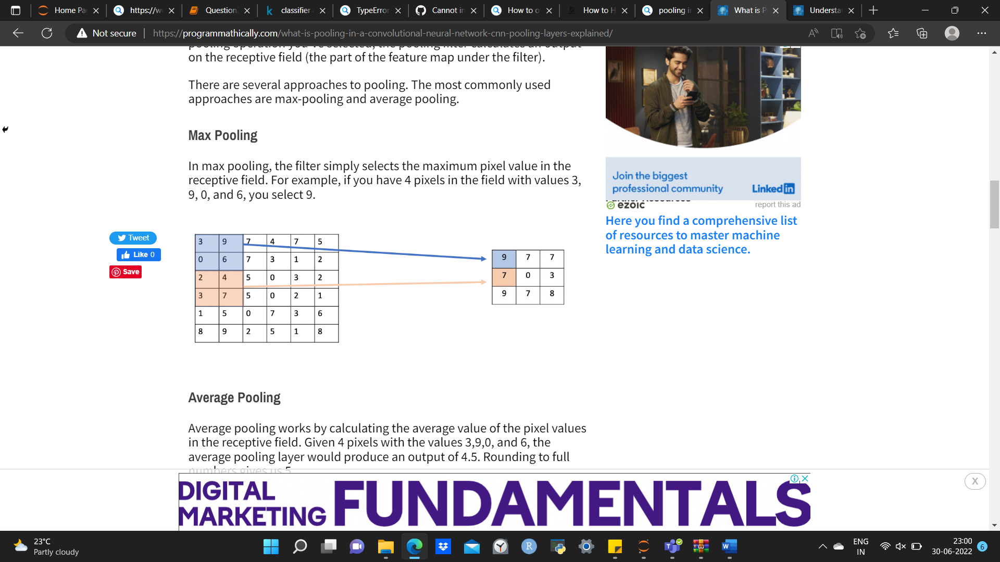 Home Pa
https://w
Question
classifier
TypeError
Cannot in
How to o
How to H
pooling i
What is P
Understa
Not secure
https://programmathically.com/what-is-pooling-in-a-convolutional-neural-network-cnn-pooling-layers-explained/
on the receptive field (the part of the feature map under the filter).
There are several approaches to pooling. The most commonly used
approaches are max-pooling and average pooling.
Max Pooling
In max pooling, the filter simply selects the maximum pixel value in the
receptive field. For example, if you have 4 pixels in the field with values 3,
9, 0, and 6, you select 9.
Tweet
Like 0
Save
3 9 7 4 7 5
0 6 7 3 1 2
2 4 5 0 3 2
3 7 5 0 2 1
1 5 0 7 3 6
8 9 2 5 1 8
9 7 7
7 0 3
9 7 8
Average Pooling
Average pooling works by calculating the average value of the pixel values
in the receptive field. Given 4 pixels with the values 3,9,0, and 6, the
average pooling layer would produce an output of 4.5. Rounding to full
numbers gives us 5
Join the biggest
professional community
Linked in
ezoic
report this ad
Here you find a comprehensive list
of resources to master machine
learning and data science.
DIGITAL
MARKETING
FUNDAMENTALS
X
23°C
Partly cloudy
ENG
IN
23:00
30-06-2022
6